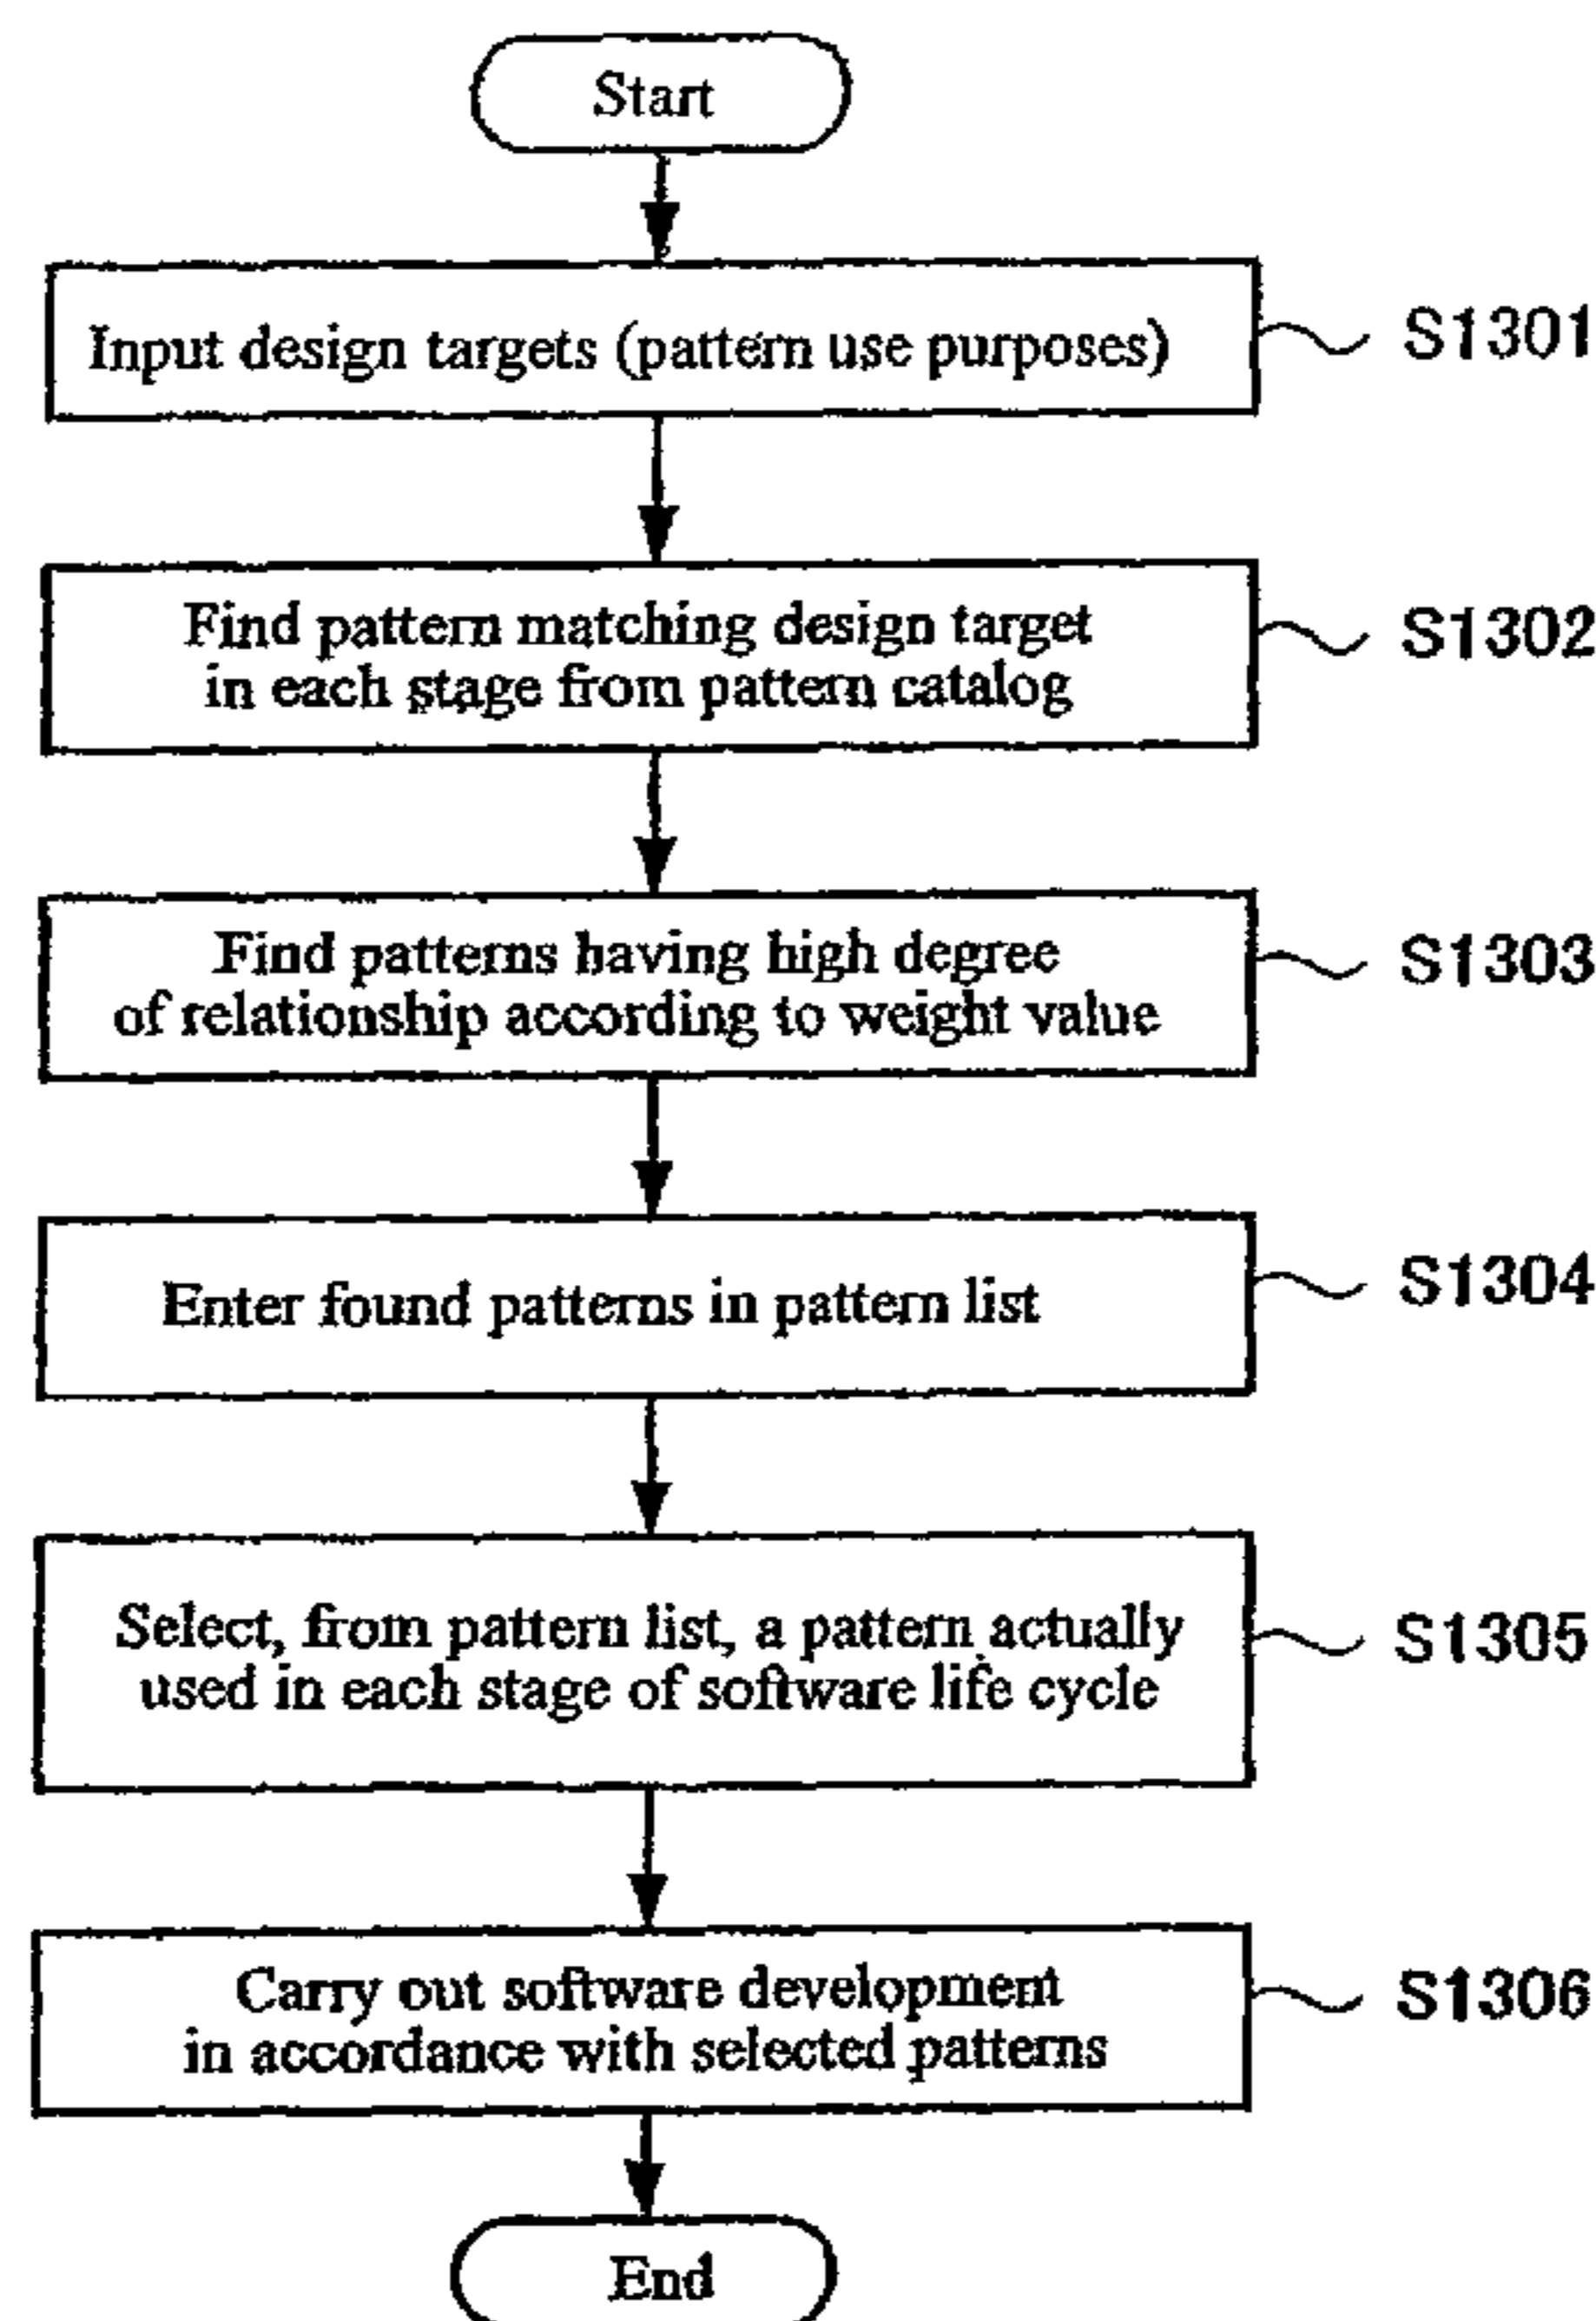 Start
Input design targets (pattern use purposes)
S1301
Find pattern matching design target
in each stage from pattern catalog
S1302
Find patterns having high degree
of relationship according to weight value
S1303
Enter found patterns in pattern list
S1304
Select, from pattern list, a pattern actually
used in each stage of software life cycle
S1305
Carry out software development
in accordance with selected patterns
S1306
End